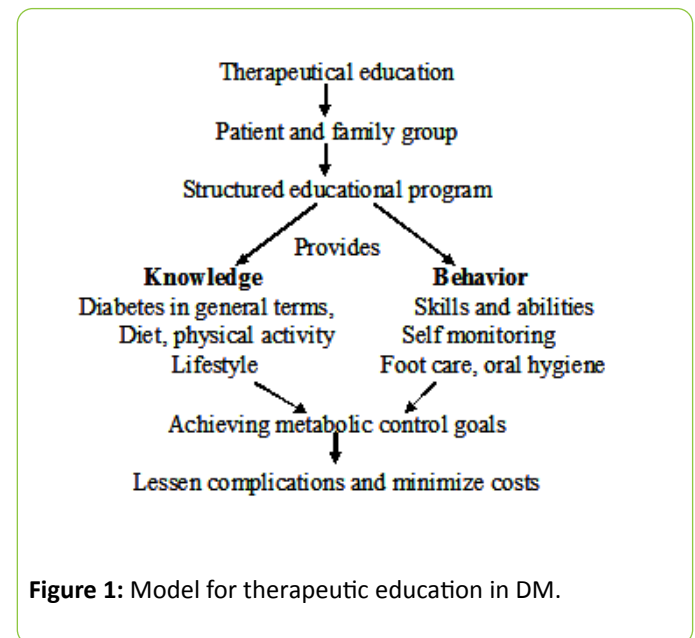 Therapeutical education
Patient and family group
Structured educational program
Provides
Knowledge
Diabetes in general terms,
Diet, physical activity
Lifestyle
Behavior
Skills and abilities
Self monitoring
Foot care, oral hygiene
Achieving metabolic control goals
Lessen complications and minimize costs
Figure 1: Model for therapeutic education in DM.